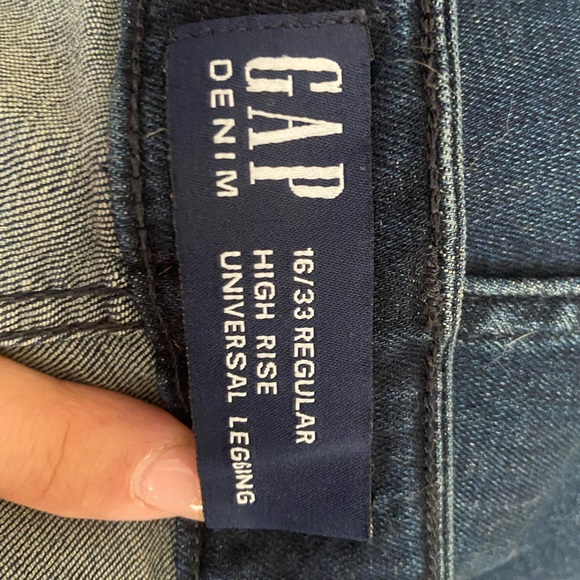 GAP
DENIM
16/33 REGULAR
HIGH RISE
UNIVERSAL LEGGING